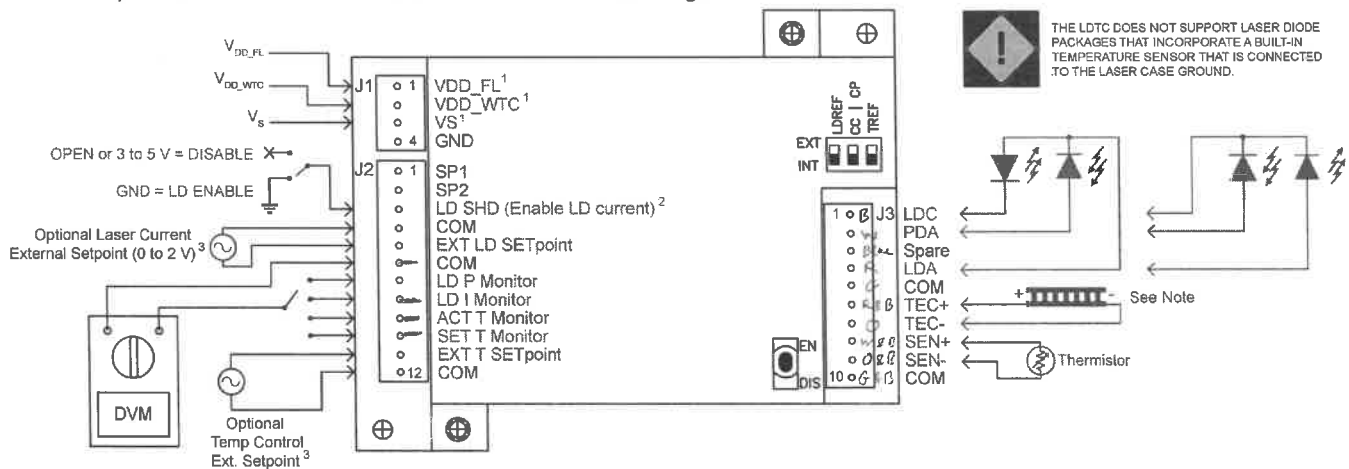 THE LDTC DOES NOT SUPPORT LASER DIODE
PACKAGES THAT INCORPORATE A BUILT-IN
TEMPERATURE SENSOR THAT IS CONNECTED
TO THE LASER CASE GROUND.
VDD_FL
VDD_WTC
VS
OPEN or 3 to 5 V = DISABLE
GND = LD ENABLE
Optional Laser Current
External Setpoint (0 to 2 V)3
DVM
Optional
Temp Control
Ext. Setpoint3
J1
1 VDD_FL1
VDD_WTC1
VS1
4 GND
J2
1 SP1
SP2
LD SHD (Enable LD current)2
COM
EXT LD SETpoint
COM
LD P Monitor
LD I Monitor
ACT T Monitor
SET T Monitor
EXT T SETpoint
12 COM
LDREF
CC | CP
TREF
EXT
INT
EN
DIS
1 B J3 LDC
PDA
Spare
R LDA
G COM
R B TEC+
O TEC-
SEN+
SEN-
10 G B COM
+ -
See Note
Thermistor